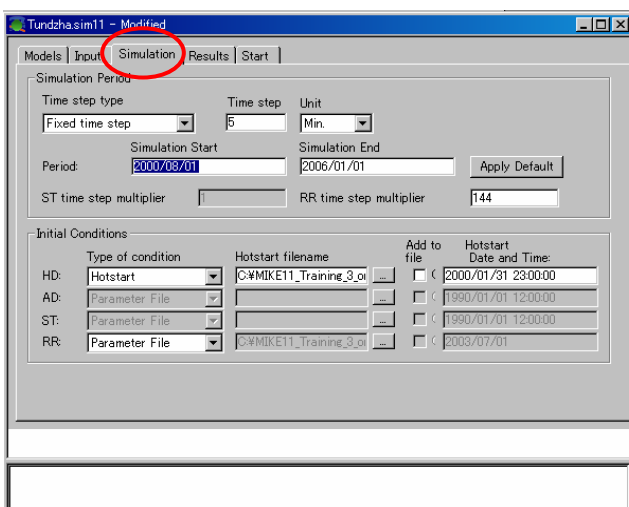 Tundzha.sim11 - Modified
Models Input Simulation Results Start
Simulation Period
Time step type Time step Unit
Fixed time step 5 Min.
Simulation Start Simulation End
Period: 2000/08/01 2006/01/01 Apply Default
ST time step multiplier 1 RR time step multiplier 144
Initial Conditions
Type of condition Hotstart filename Add to file Hotstart Date and Time:
HD: Hotstart C:¥MIKE11_Training_3_or ... 2000/01/31 23:00:00
AD: Parameter File ... 1990/01/01 12:00:00
ST: Parameter File ... 1990/01/01 12:00:00
RR: Parameter File C:¥MIKE11_Training_3_or ... 2003/07/01